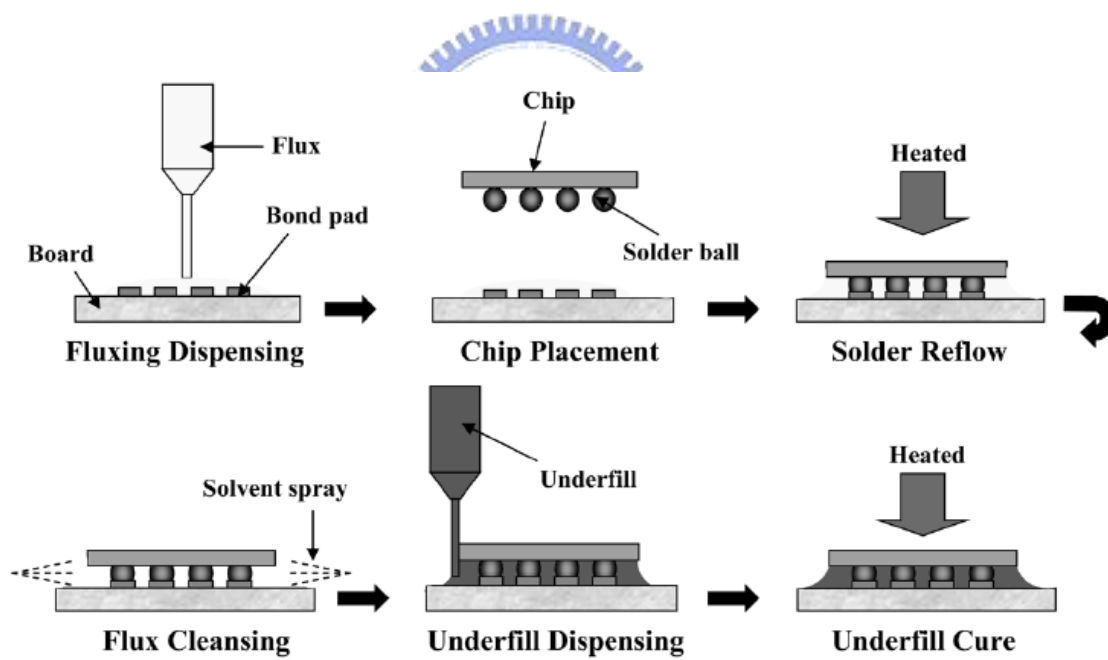 Flux
Bond pad
Board
Fluxing Dispensing
Chip
Solder ball
Chip Placement
Heated
Solder Reflow
Solvent spray
Flux Cleansing
Underfill
Underfill Dispensing
Heated
Underfill Cure